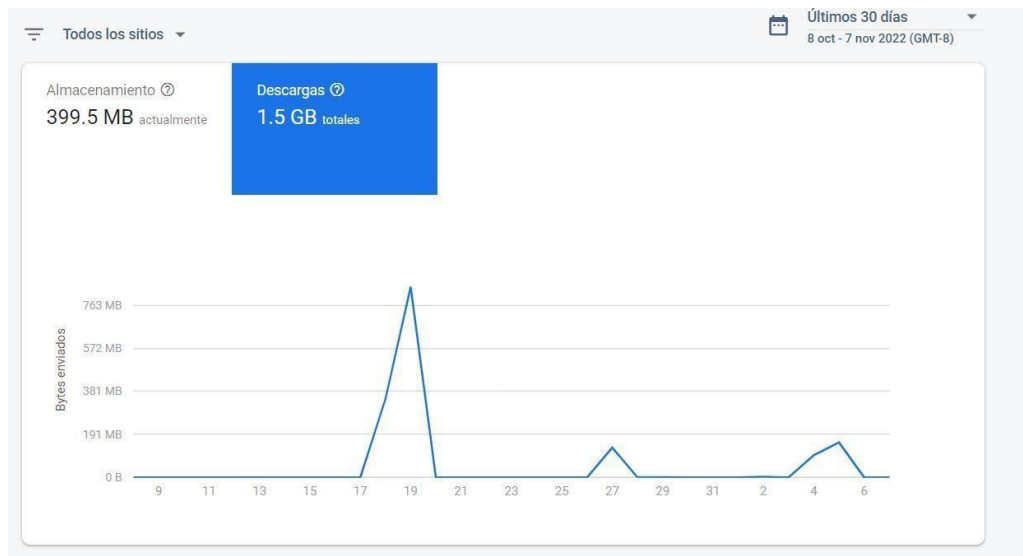 Todos los sitios
Últimos 30 días
8 oct - 7 nov 2022 (GMT-8)
Almacenamiento
399.5 MB actualmente
Descargas
1.5 GB totales
Bytes enviados
763 MB
572 MB
381 MB
191 MB
0 B
9 11 13 15 17 19 21 23 25 27 29 31 2 4 6